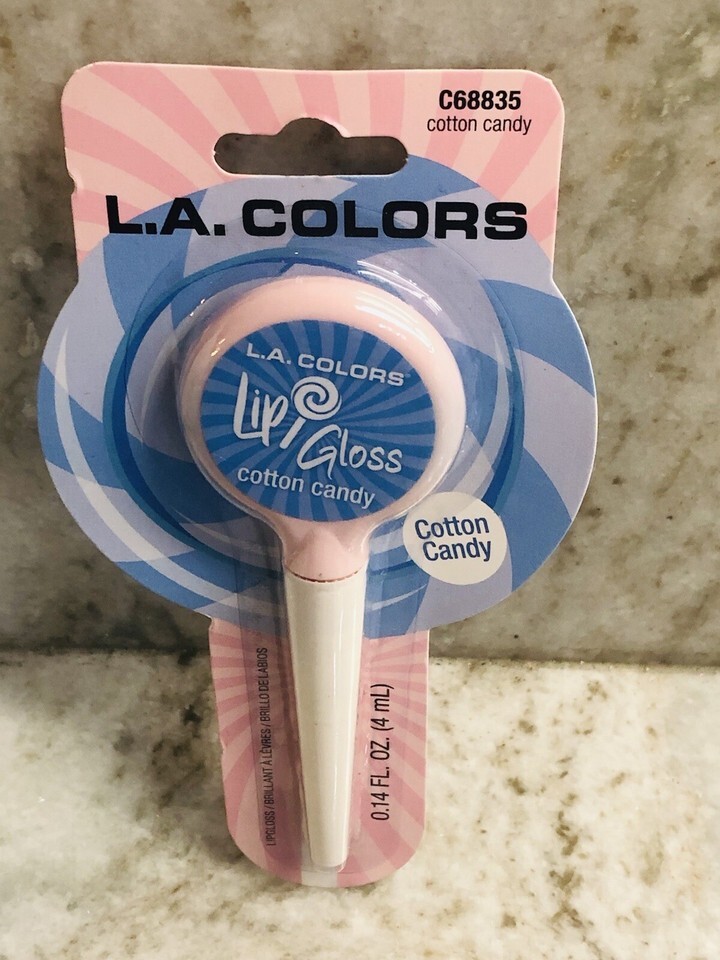 C68835
cotton candy
L.A. COLORS
L.A. COLORS
Lip Gloss
cotton candy
Cotton
Candy
LIPGLOSS / BRILLANT À LÈVRES / BRILLO DE LABIOS
0.14 FL. OZ. (4 mL)